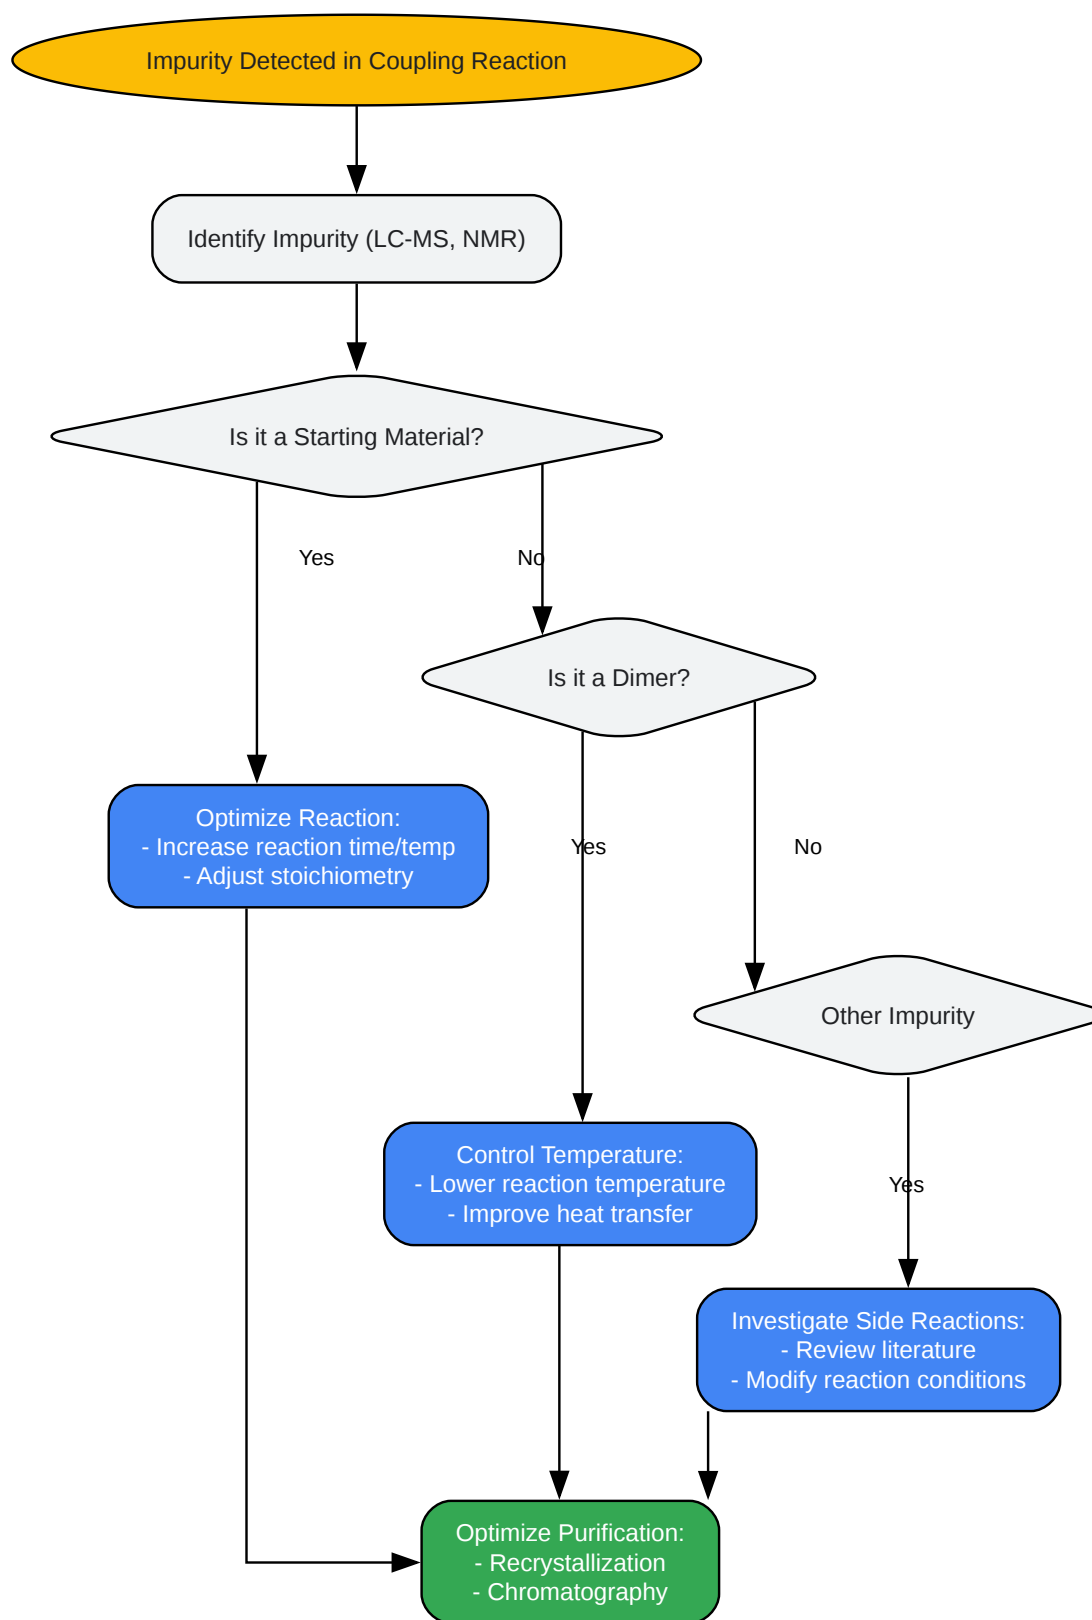 Impurity Detected in Coupling Reaction
Identify Impurity (LC-MS, NMR)
Is it a Starting Material?
Yes
No
Is it a Dimer?
Optimize Reaction:
- Increase reaction time/temp
- Adjust stoichiometry
Yes
No
Other Impurity
Control Temperature:
- Lower reaction temperature
- Improve heat transfer
Yes
Investigate Side Reactions:
- Review literature
- Modify reaction conditions
Optimize Purification:
- Recrystallization
- Chromatography